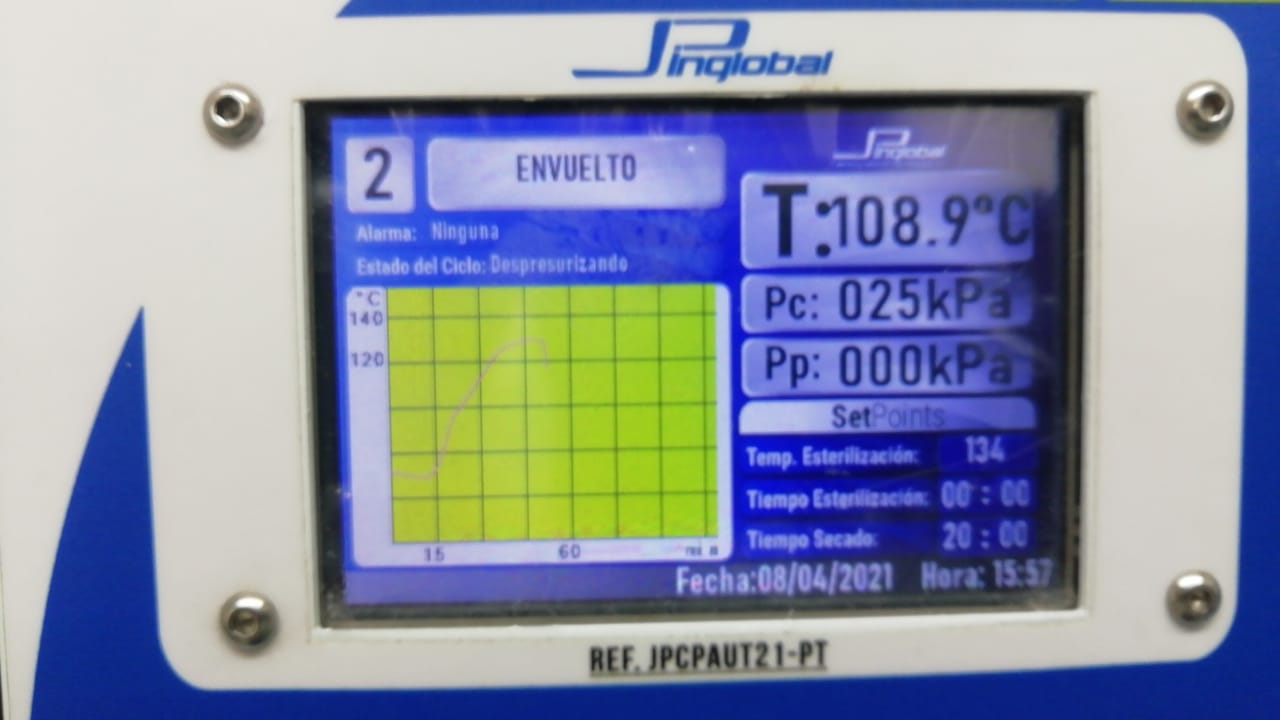 JPinglobal
2 ENVUELTO
JPinglobal
Alarma: Ninguna
Estado del Ciclo: Despresurizando
T:108.9°C
Pc: 025kPa
Pp: 000kPa
SetPoints
Temp. Esterilización: 134
Tiempo Esterilización: 00 : 00
Tiempo Secado: 20 : 00
°C
140
120
15 60
Fecha:08/04/2021 Hora: 15:57
REF. JPCPAUT21-PT